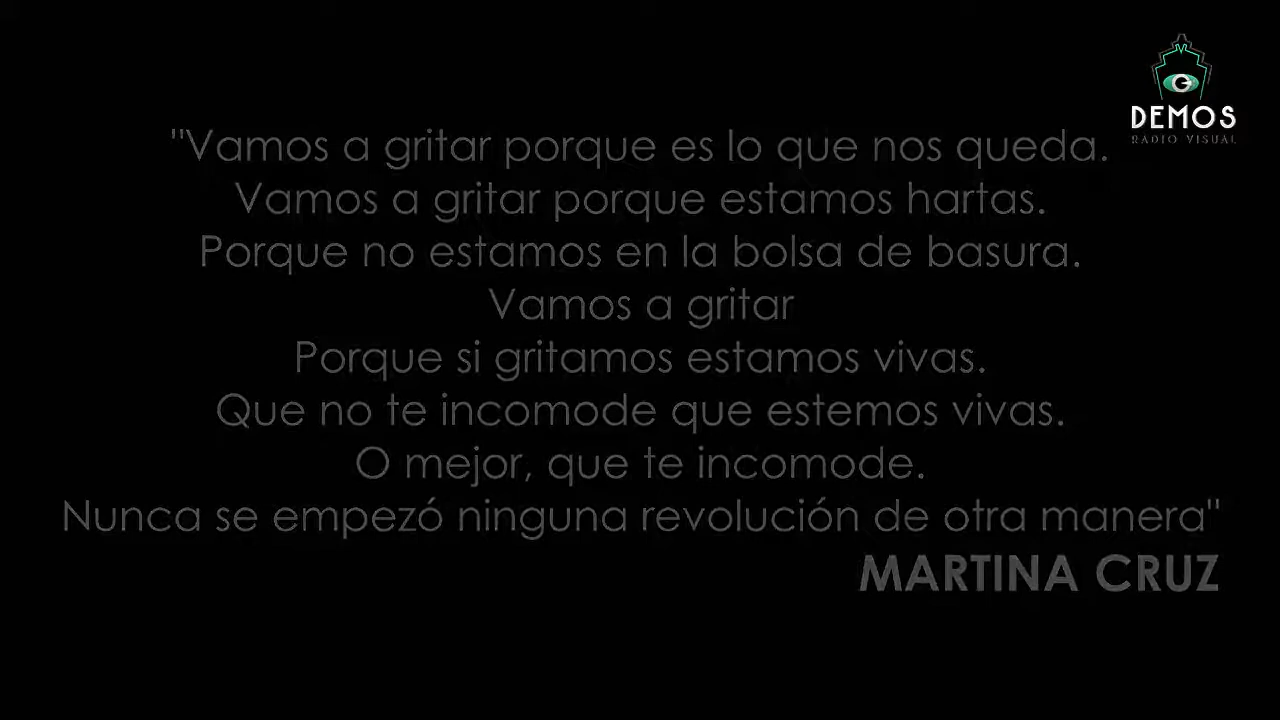 DEMOS
RADIO VISUAL
"Vamos a gritar porque es lo que nos queda.
Vamos a gritar porque estamos hartas.
Porque no estamos en la bolsa de basura.
Vamos a gritar
Porque si gritamos estamos vivas.
Que no te incomode que estemos vivas.
O mejor, que te incomode.
Nunca se empezó ninguna revolución de otra manera"
MARTINA CRUZ